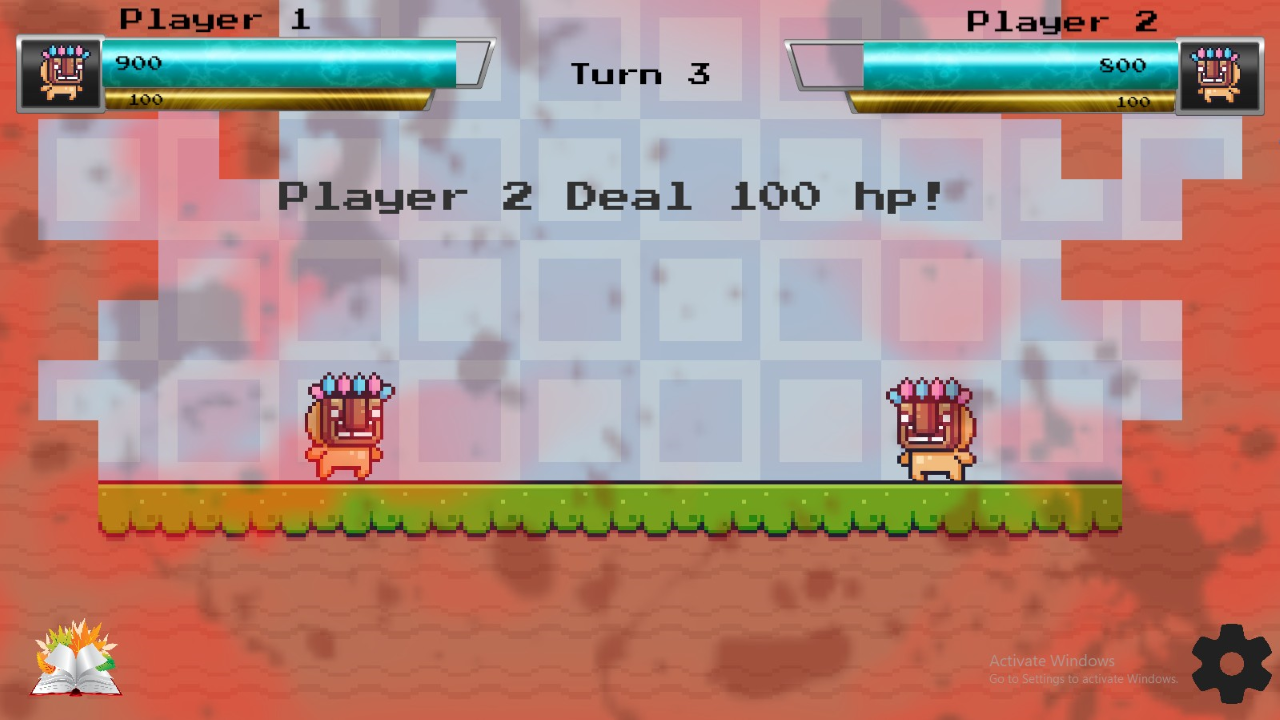 Player 1
Player 2
900
Turn 3
800
100
100
Player 2 Deal 100 hp!
Activate Windows
Go to Settings to activate Windows.